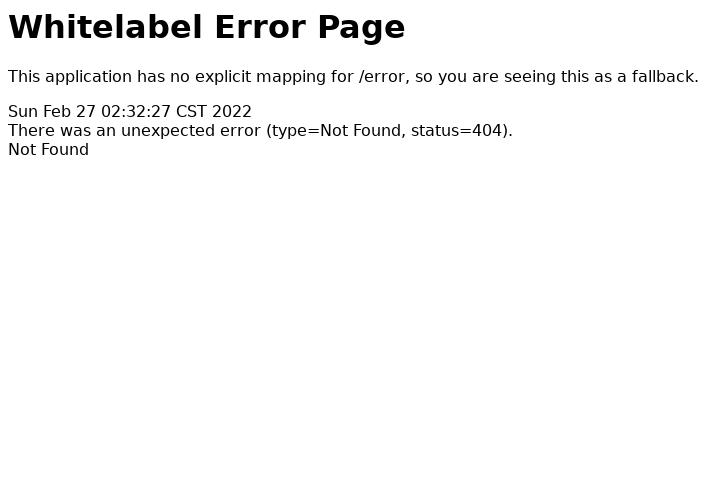 Whitelabel Error Page
This application has no explicit mapping for /error, so you are seeing this as a fallback.
Sun Feb 27 02:32:27 CST 2022
There was an unexpected error (type=Not Found, status=404).
Not Found